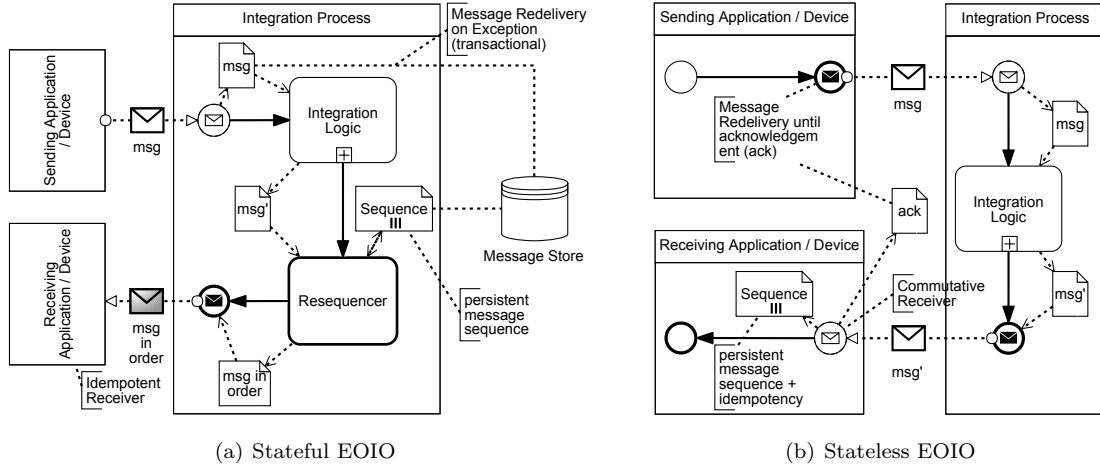 Integration Process
Message Redelivery
on Exception
(transactional)
Sending Application
/ Device
msg
msg
Integration
Logic
msg'
Sequence
Message Store
Receiving
Application / Device
msg
in
order
Resequencer
persistent
message
sequence
msg in
order
Idempotent
Receiver
(a) Stateful EOIO
Sending Application / Device
Integration Process
msg
Message
Redelivery until
acknowledgem
ent (ack)
msg
ack
Integration
Logic
Receiving Application / Device
Sequence
Commutative
Receiver
msg'
msg'
persistent
message
sequence +
idempotency
(b) Stateless EOIO